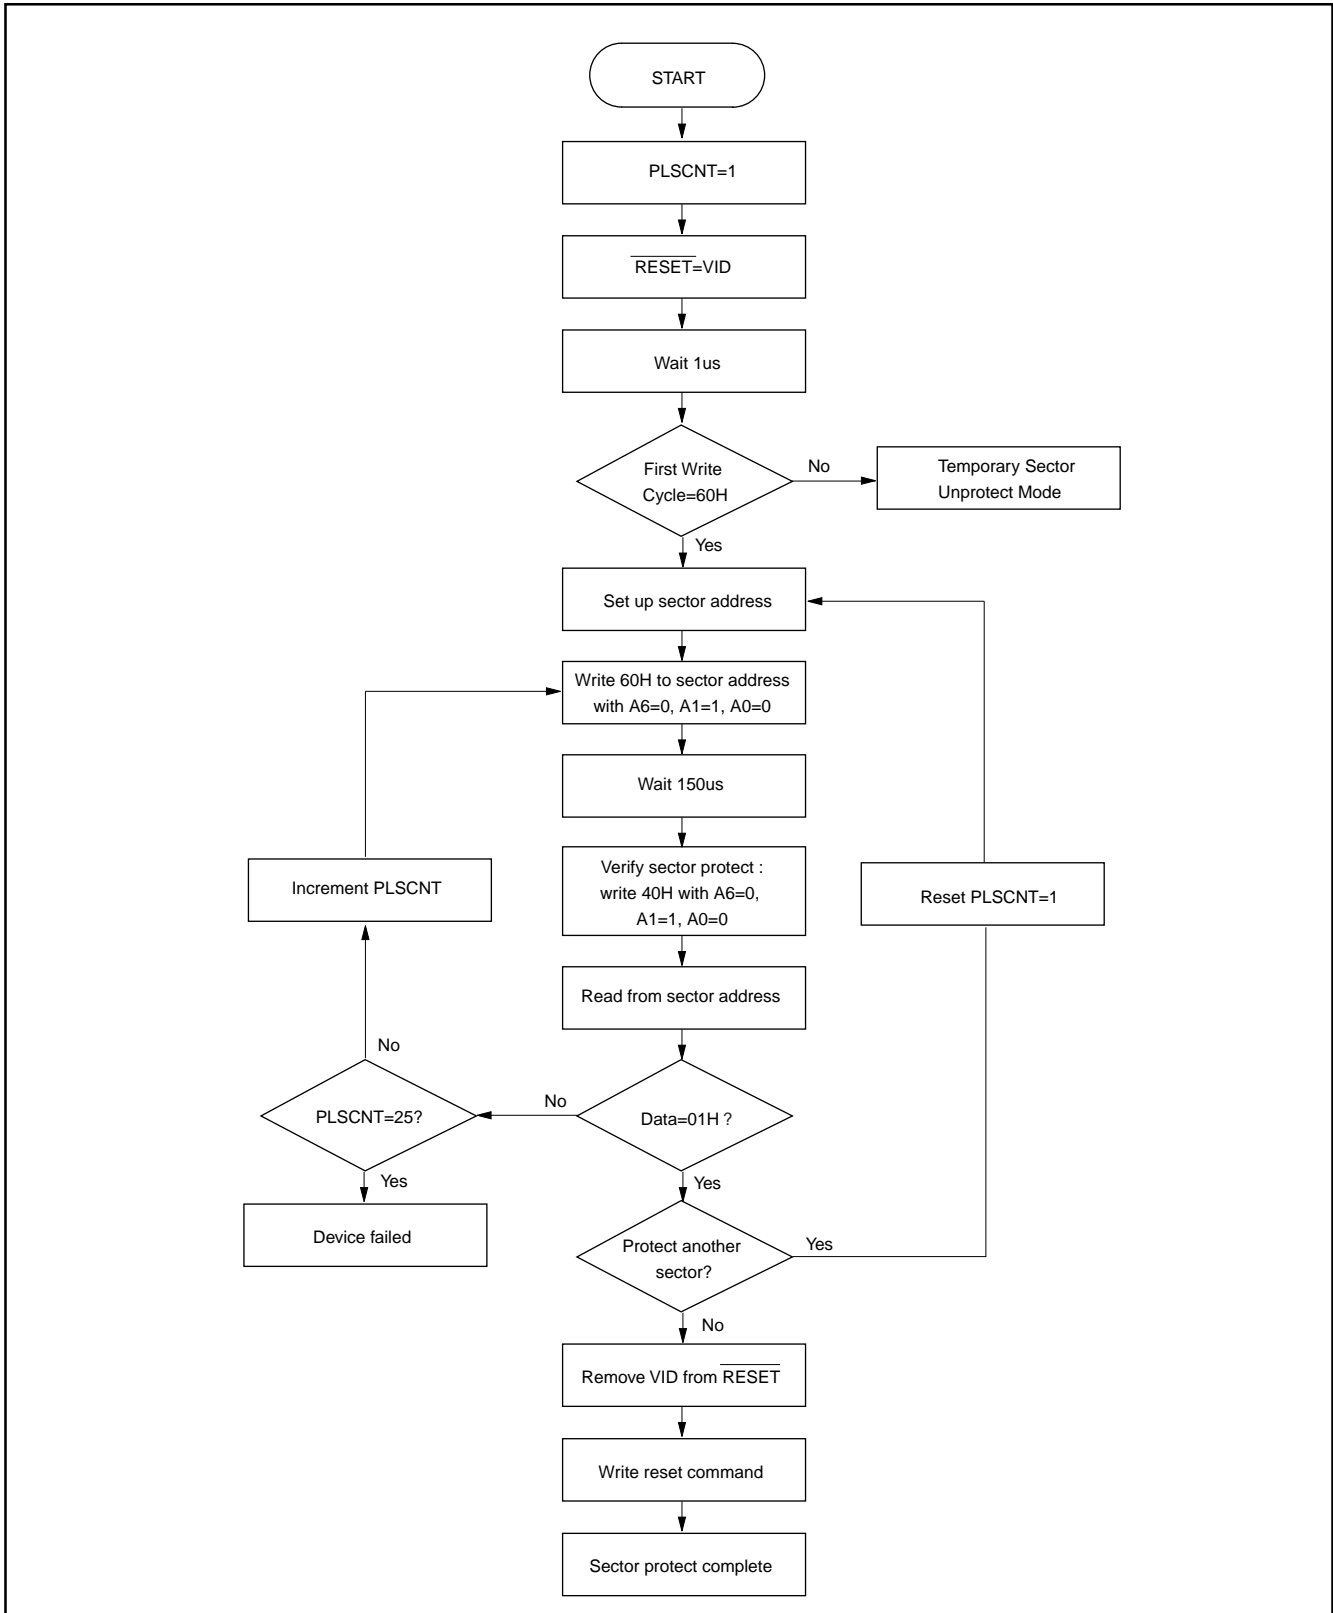 START
PLSCNT=1
RESET=VID
Wait 1us
First Write
Cycle=60H
No
Temporary Sector
Unprotect Mode
Yes
Set up sector address
Write 60H to sector address
with A6=0, A1=1, A0=0
Wait 150us
Verify sector protect :
write 40H with A6=0,
A1=1, A0=0
Increment PLSCNT
Reset PLSCNT=1
Read from sector address
No
PLSCNT=25?
No
Data=01H ?
Yes
Device failed
Yes
Protect another
sector?
Yes
No
Remove VID from RESET
Write reset command
Sector protect complete